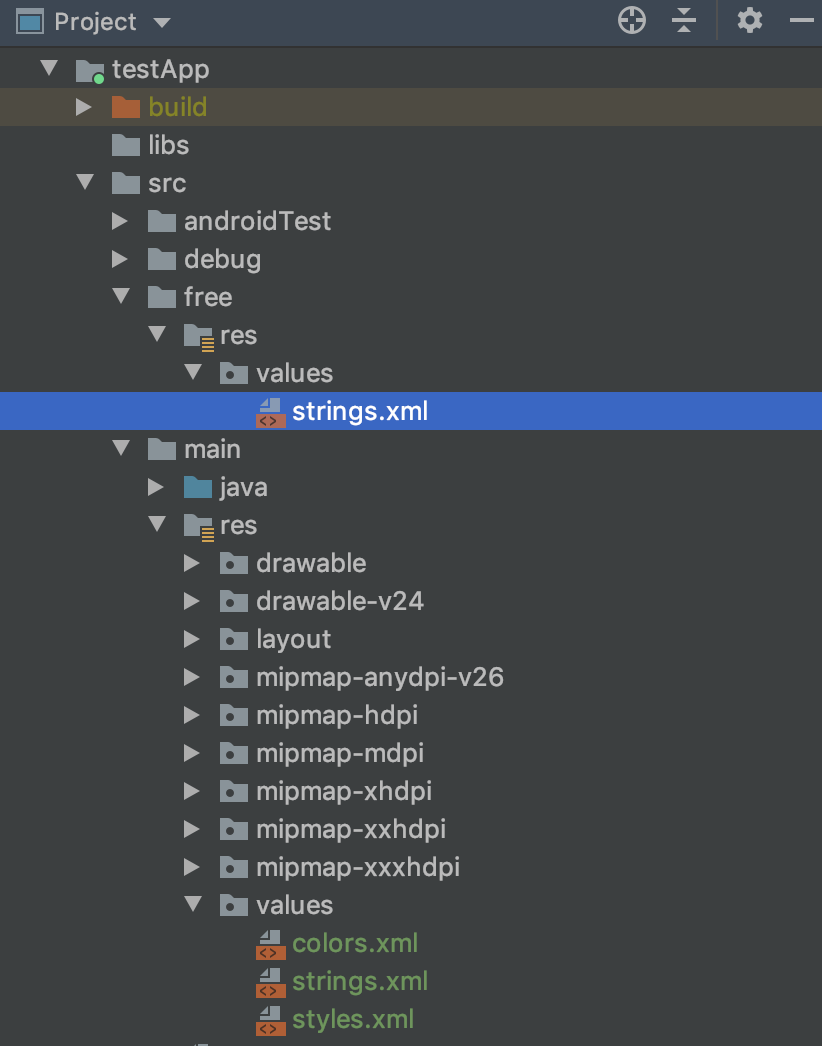 Project
testApp
build
libs
src
androidTest
debug
free
res
values
strings.xml
main
java
res
drawable
drawable-v24
layout
mipmap-anydpi-v26
mipmap-hdpi
mipmap-mdpi
mipmap-xhdpi
mipmap-xxhdpi
mipmap-xxxhdpi
values
colors.xml
strings.xml
styles.xml